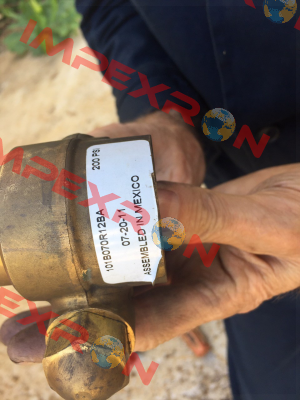 101B070R12BA 200 PSI
07-20-11
ASSEMBLED IN MEXICO
IMPEXRON
IMPEXRON
IMPEXRON